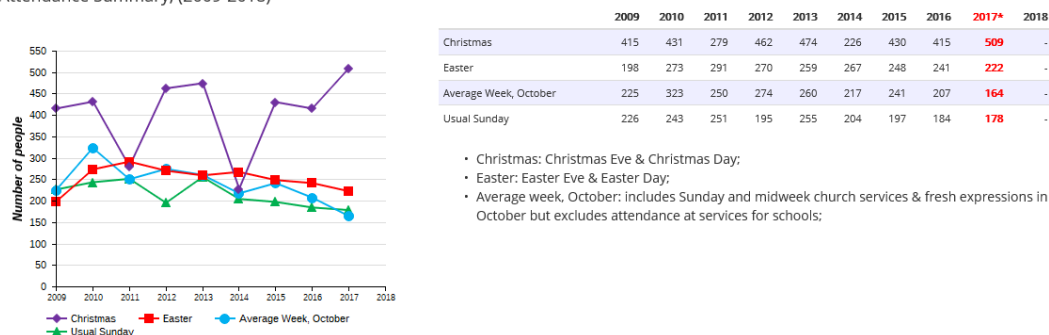 Attendance Summary, (2009-2018)
Number of people
550
500
450
400
350
300
250
200
150
100
50
0
2009 2010 2011 2012 2013 2014 2015 2016 2017 2018
Christmas Easter Average Week, October
Usual Sunday
2009 2010 2011 2012 2013 2014 2015 2016 2017* 2018
Christmas 415 431 279 462 474 226 430 415 509 -
Easter 198 273 291 270 259 267 248 241 222 -
Average Week, October 225 323 250 274 260 217 241 207 164 -
Usual Sunday 226 243 251 195 255 204 197 184 178 -
• Christmas: Christmas Eve & Christmas Day;
• Easter: Easter Eve & Easter Day;
• Average week, October: includes Sunday and midweek church services & fresh expressions in
October but excludes attendance at services for schools;